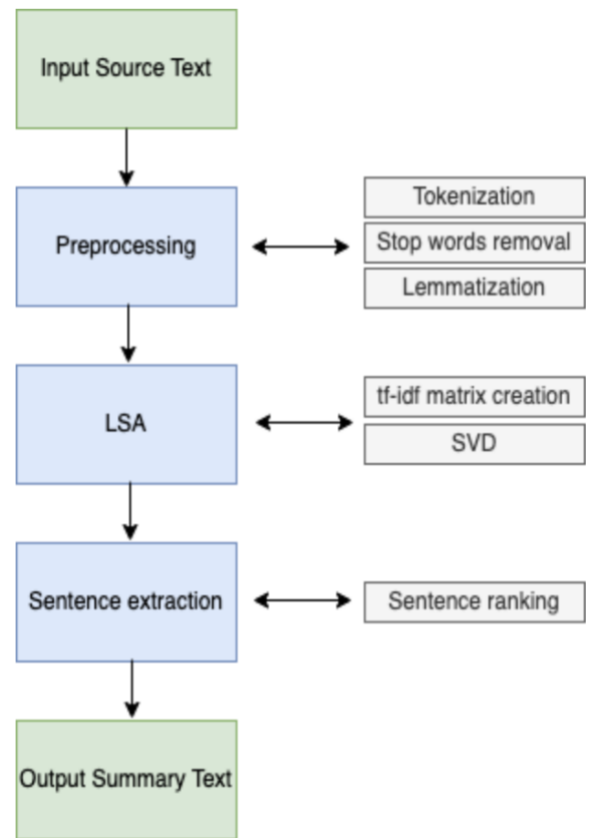 Input Source Text
Preprocessing
Tokenization
Stop words removal
Lemmatization
LSA
tf-idf matrix creation
SVD
Sentence extraction
Sentence ranking
Output Summary Text